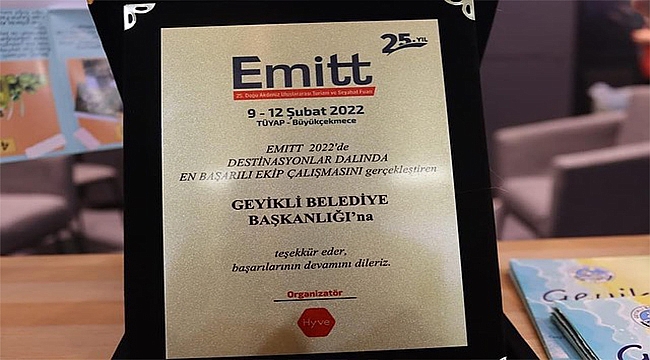 25.YIL
Emitt
25. Doğu Akdeniz Uluslararası Turizm ve Seyahat Fuarı
9 - 12 Şubat 2022
TÜYAP - Büyükçekmece
EMITT 2022'de
DESTİNASYONLAR DALINDA
EN BAŞARILI EKİP ÇALIŞMASINI gerçekleştiren
GEYİKLİ BELEDİYE
BAŞKANLIĞI'na
teşekkür eder,
başarılarının devamını dileriz.
Organizatör
Hyve